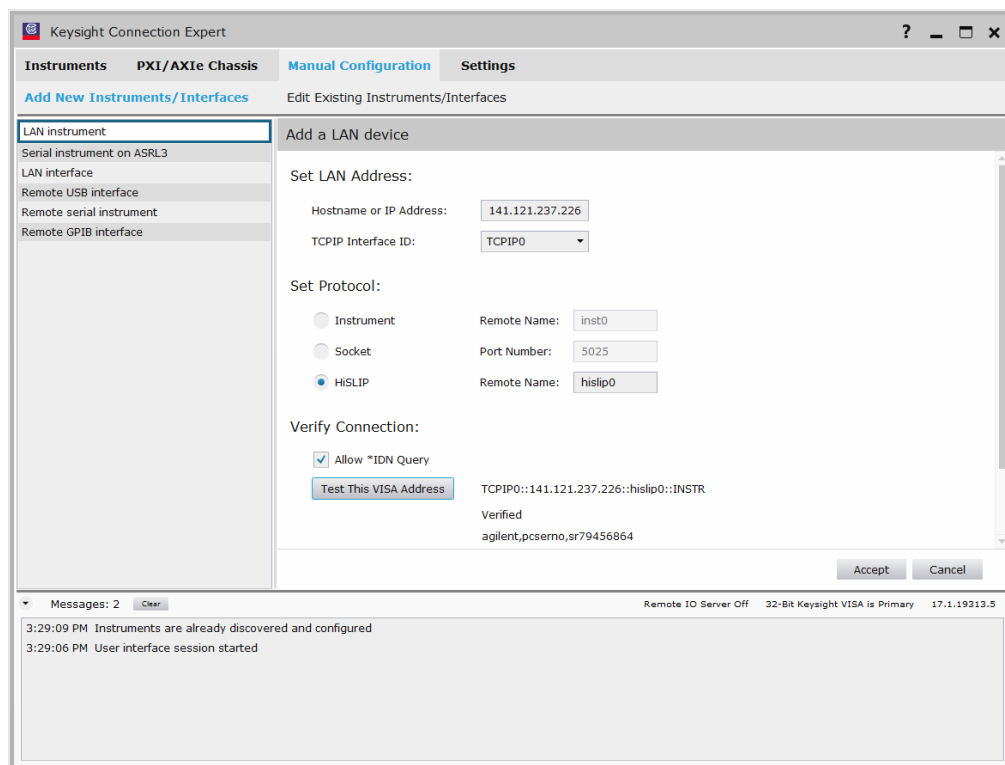 Keysight Connection Expert
Instruments PXI/AXIe Chassis Manual Configuration Settings
Add New Instruments/Interfaces Edit Existing Instruments/Interfaces
LAN instrument
Serial instrument on ASRL3
LAN interface
Remote USB interface
Remote serial instrument
Remote GPIB interface
Add a LAN device
Set LAN Address:
Hostname or IP Address: 141.121.237.226
TCPIP Interface ID: TCPIP0
Set Protocol:
Instrument Remote Name: inst0
Socket Port Number: 5025
HiSLIP Remote Name: hislip0
Verify Connection:
Allow *IDN Query
Test This VISA Address TCPIP0::141.121.237.226::hislip0::INSTR
Verified
agilent,pcserno,sr79456864
Accept Cancel
Messages: 2 Clear Remote IO Server Off 32-Bit Keysight VISA is Primary 17.1.19313.5
3:29:09 PM Instruments are already discovered and configured
3:29:06 PM User interface session started